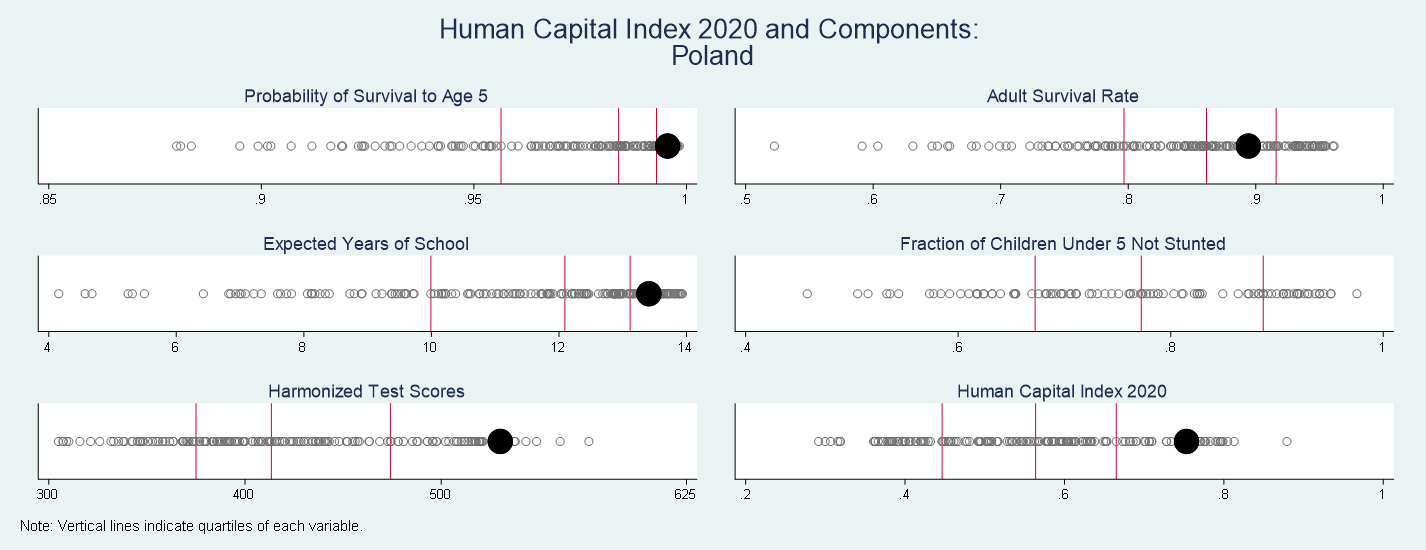 Human Capital Index 2020 and Components:
Poland
Probability of Survival to Age 5
.85 .9 .95 1
Adult Survival Rate
.5 .6 .7 .8 .9 1
Expected Years of School
4 6 8 10 12 14
Fraction of Children Under 5 Not Stunted
.4 .6 .8 1
Harmonized Test Scores
300 400 500 625
Human Capital Index 2020
.2 .4 .6 .8 1
Note: Vertical lines indicate quartiles of each variable.